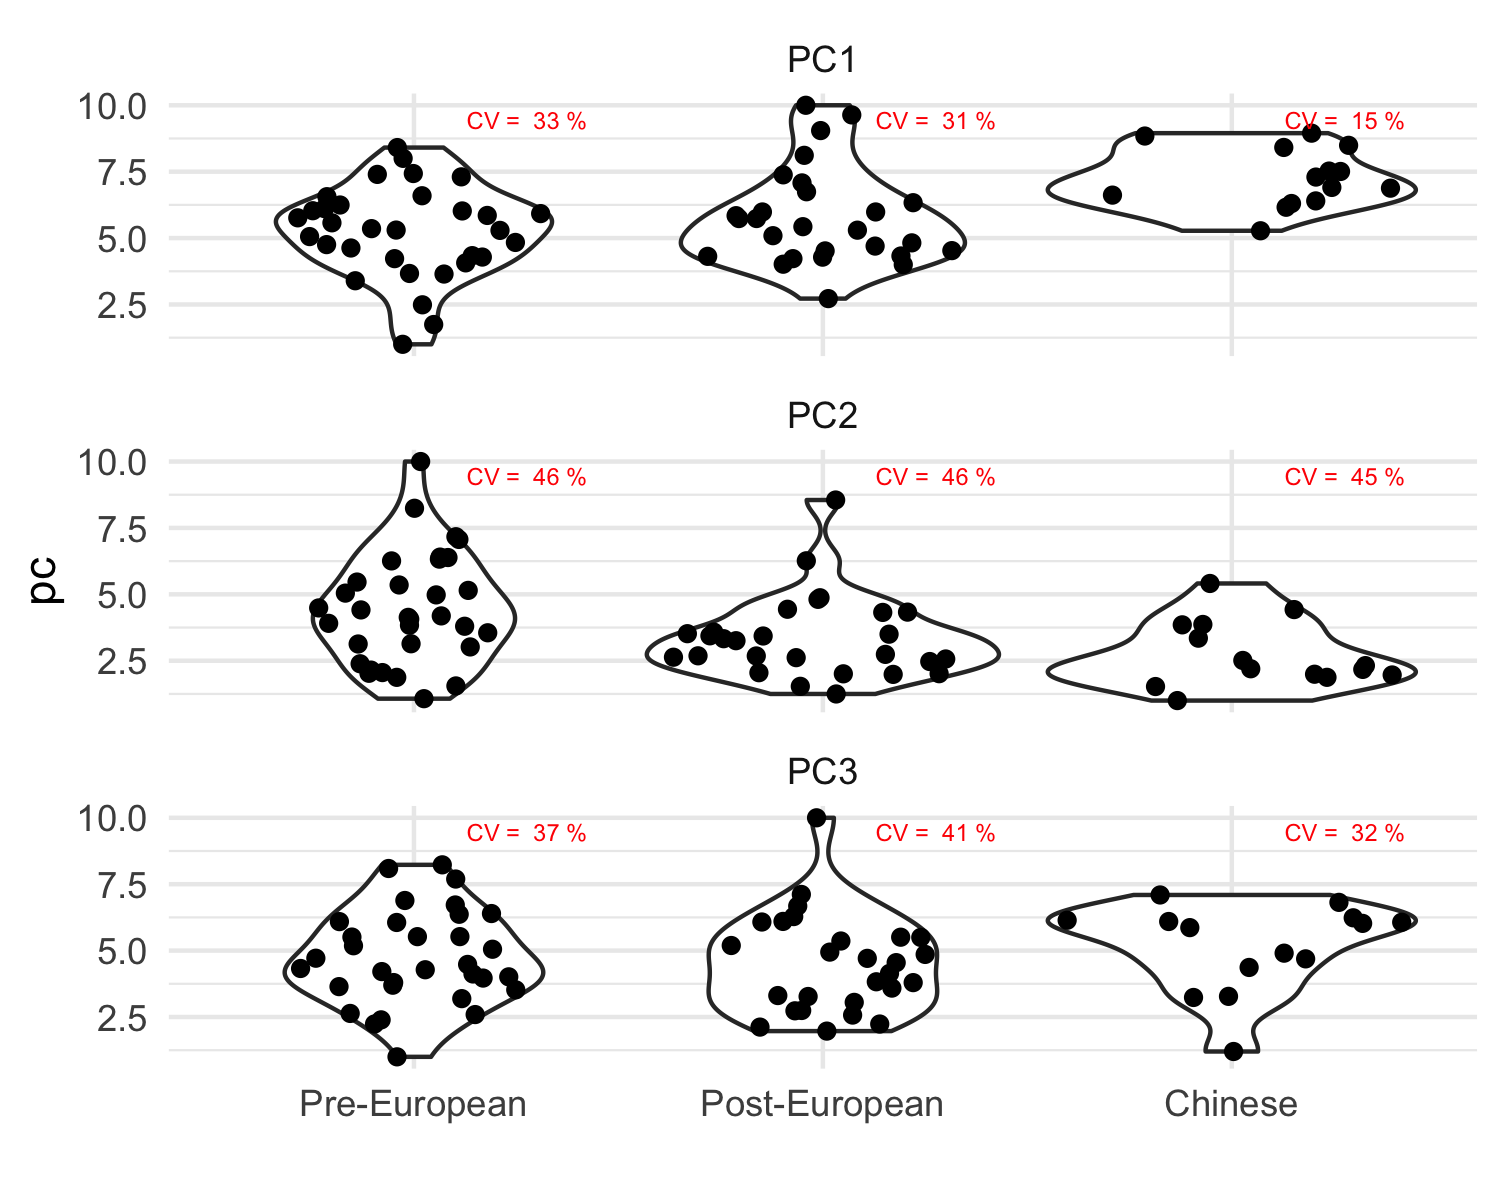 PC1
10.0
7.5
5.0
2.5
CV = 33 %
CV = 31 %
CV = 15 %
PC2
10.0
7.5
5.0
2.5
CV = 46 %
CV = 46 %
CV = 45 %
pc
PC3
10.0
7.5
5.0
2.5
CV = 37 %
CV = 41 %
CV = 32 %
Pre-European
Post-European
Chinese